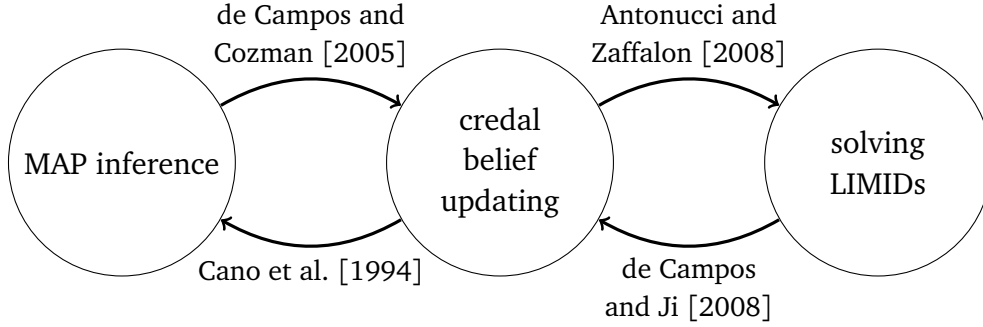 de Campos and
Cozman [2005]
Antonucci and
Zaffalon [2008]
MAP inference
credal
belief
updating
solving
LIMIDs
Cano et al. [1994]
de Campos
and Ji [2008]